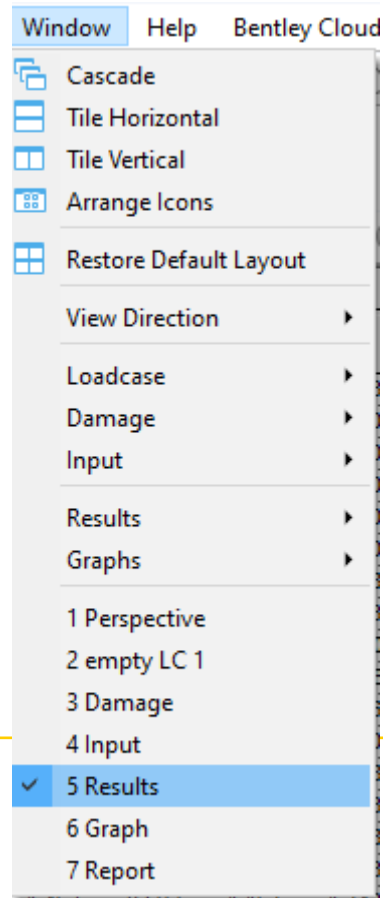 Window Help Bentley Cloud
Cascade
Tile Horizontal
Tile Vertical
Arrange Icons
Restore Default Layout
View Direction
Loadcase
Damage
Input
Results
Graphs
1 Perspective
2 empty LC 1
3 Damage
4 Input
5 Results
6 Graph
7 Report